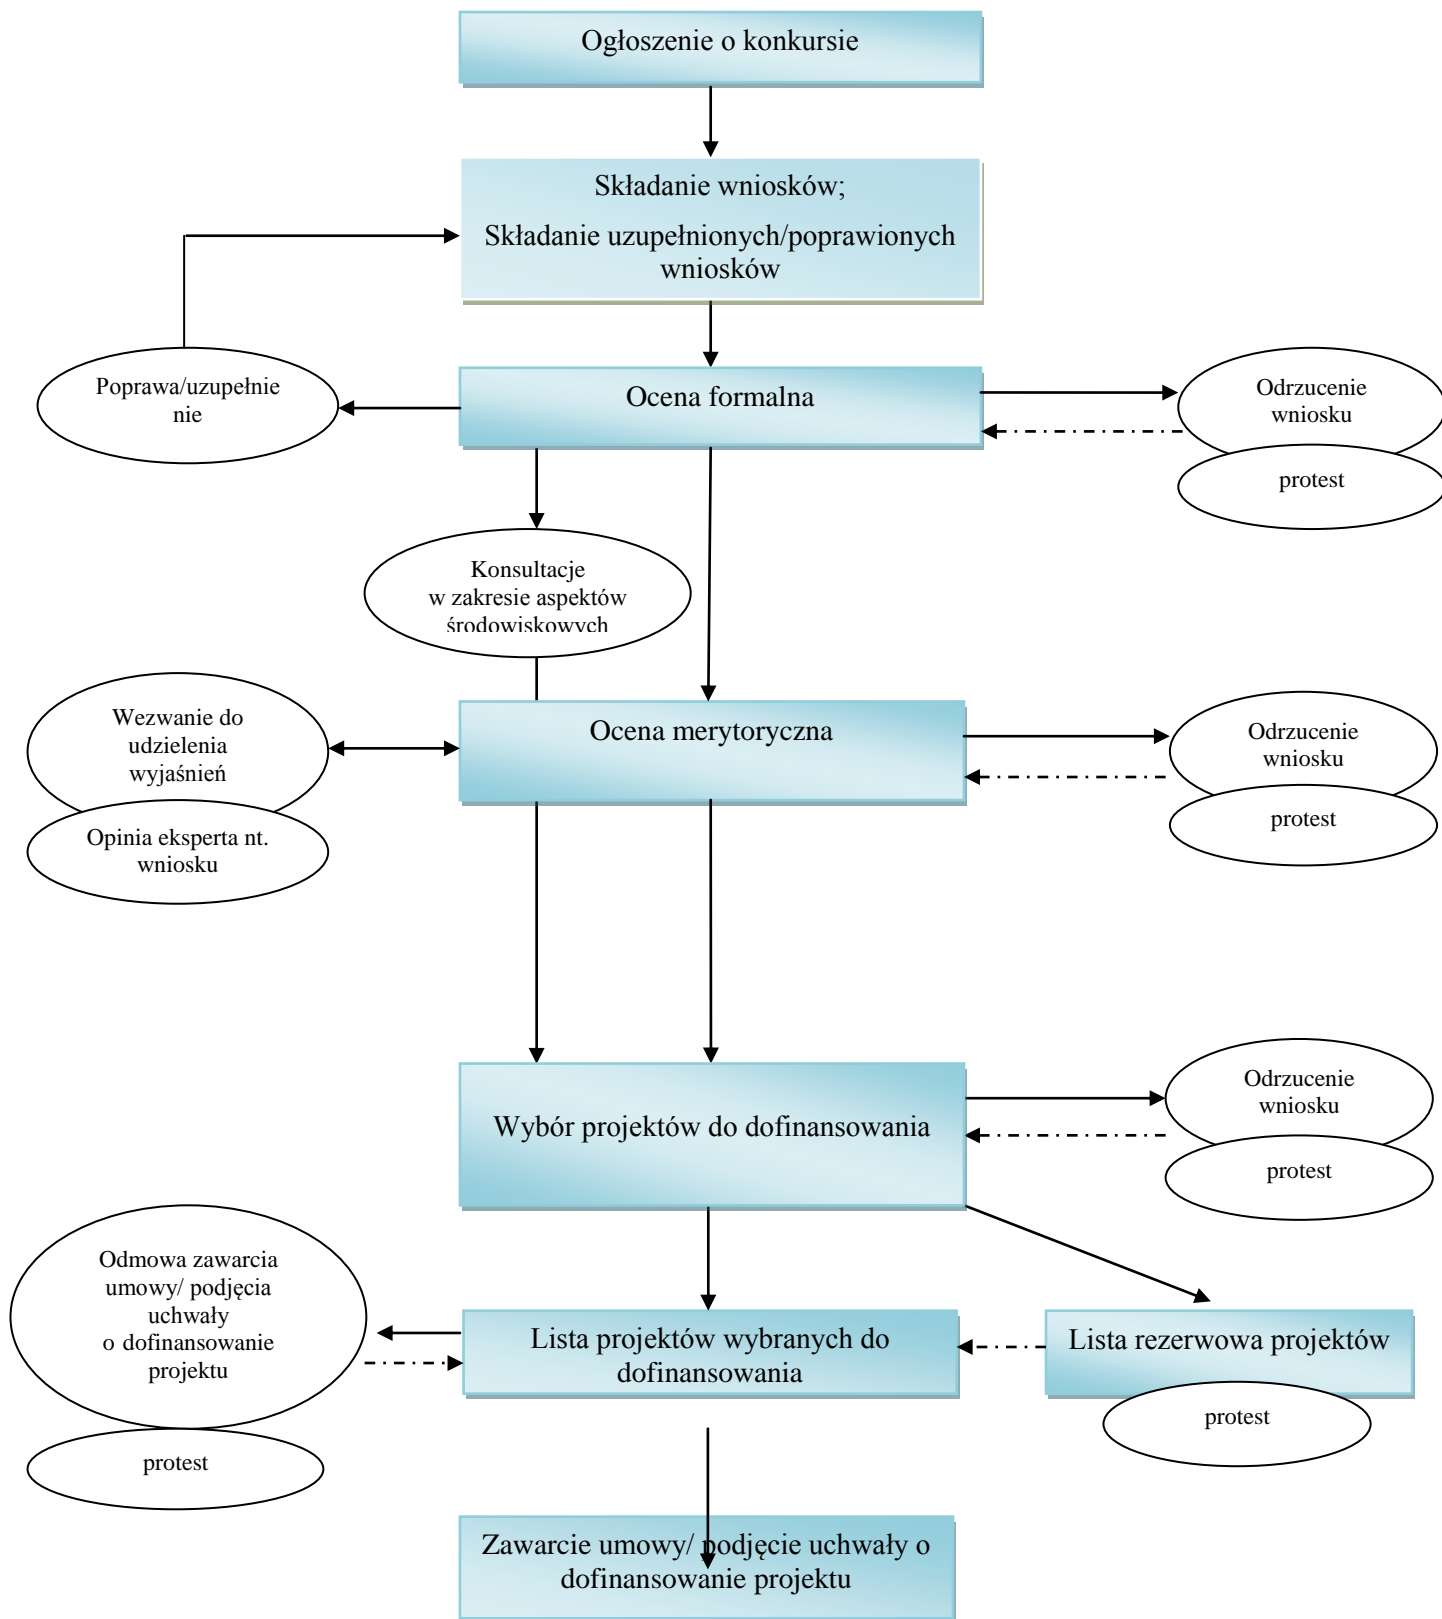 Ogłoszenie o konkursie
Składanie wniosków;
Składanie uzupełnionych/poprawionych
wniosków
Poprawa/uzupełnie
nie
Ocena formalna
Odrzucenie
wniosku
protest
Konsultacje
w zakresie aspektów
środowiskowych
Wezwanie do
udzielenia
wyjaśnień
Opinia eksperta nt.
wniosku
Ocena merytoryczna
Odrzucenie
wniosku
protest
Wybór projektów do dofinansowania
Odrzucenie
wniosku
protest
Odmowa zawarcia
umowy/ podjęcia
uchwały
o dofinansowanie
projektu
protest
Lista projektów wybranych do
dofinansowania
Lista rezerwowa projektów
protest
Zawarcie umowy/ podjęcie uchwały o
dofinansowanie projektu